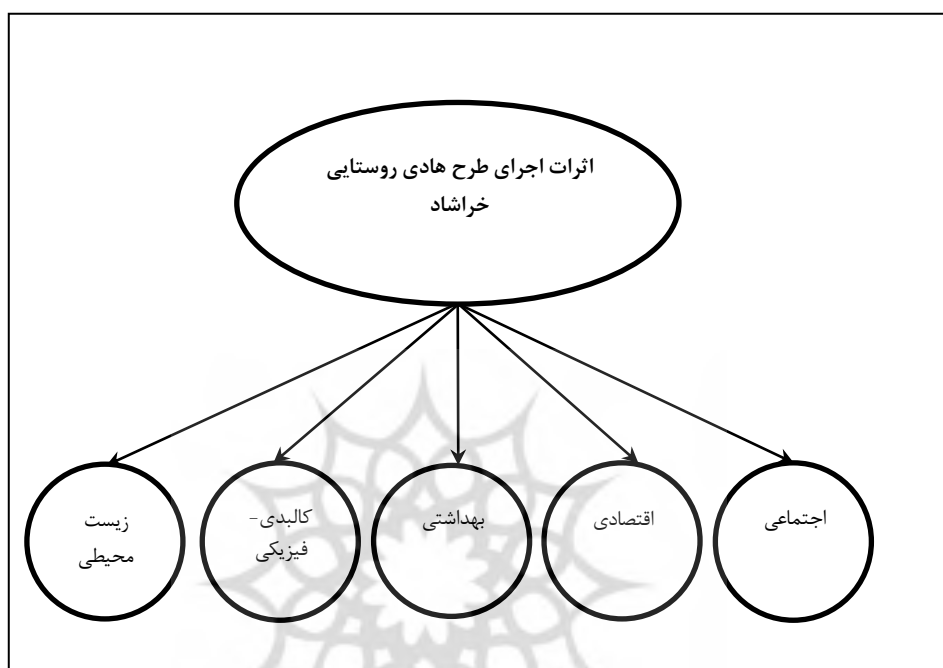 اثرات اجرای طرح هادی روستایی
خراشاد
اجتماعی
اقتصادی
بهداشتی
کالبدی-
فیزیکی
زیست
محیطی